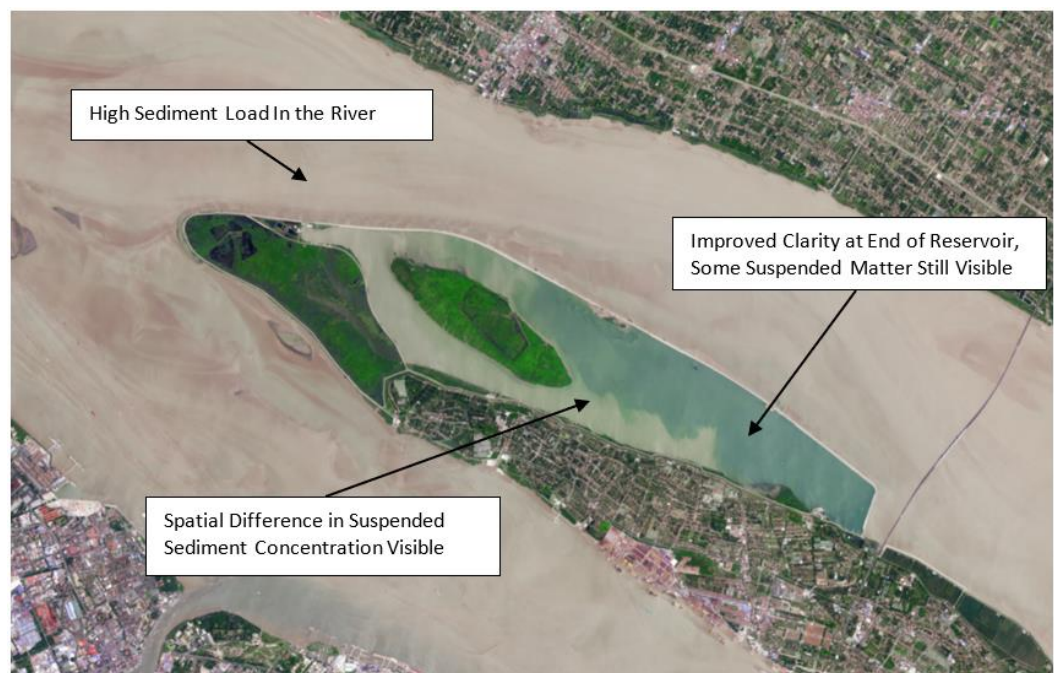 High Sediment Load In the River
Improved Clarity at End of Reservoir,
Some Suspended Matter Still Visible
Spatial Difference in Suspended
Sediment Concentration Visible